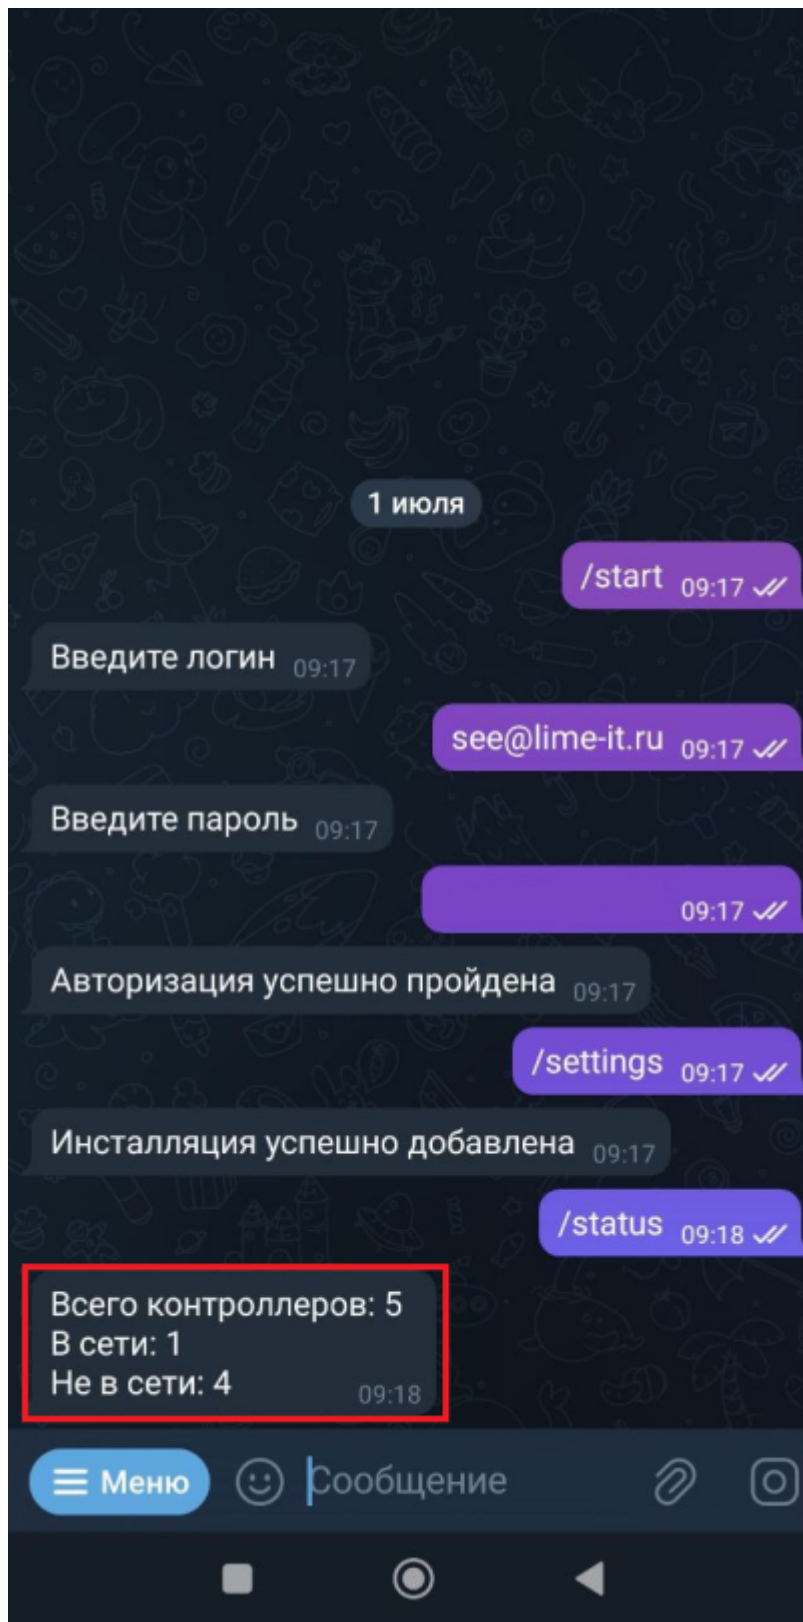 1 июля
/start 09:17
Введите логин 09:17
see@lime-it.ru 09:17
Введите пароль 09:17
09:17
Авторизация успешно пройдена 09:17
/settings 09:17
Инсталляция успешно добавлена 09:17
/status 09:18
Всего контроллеров: 5
В сети: 1
Не в сети: 4 09:18
Меню Сообщение